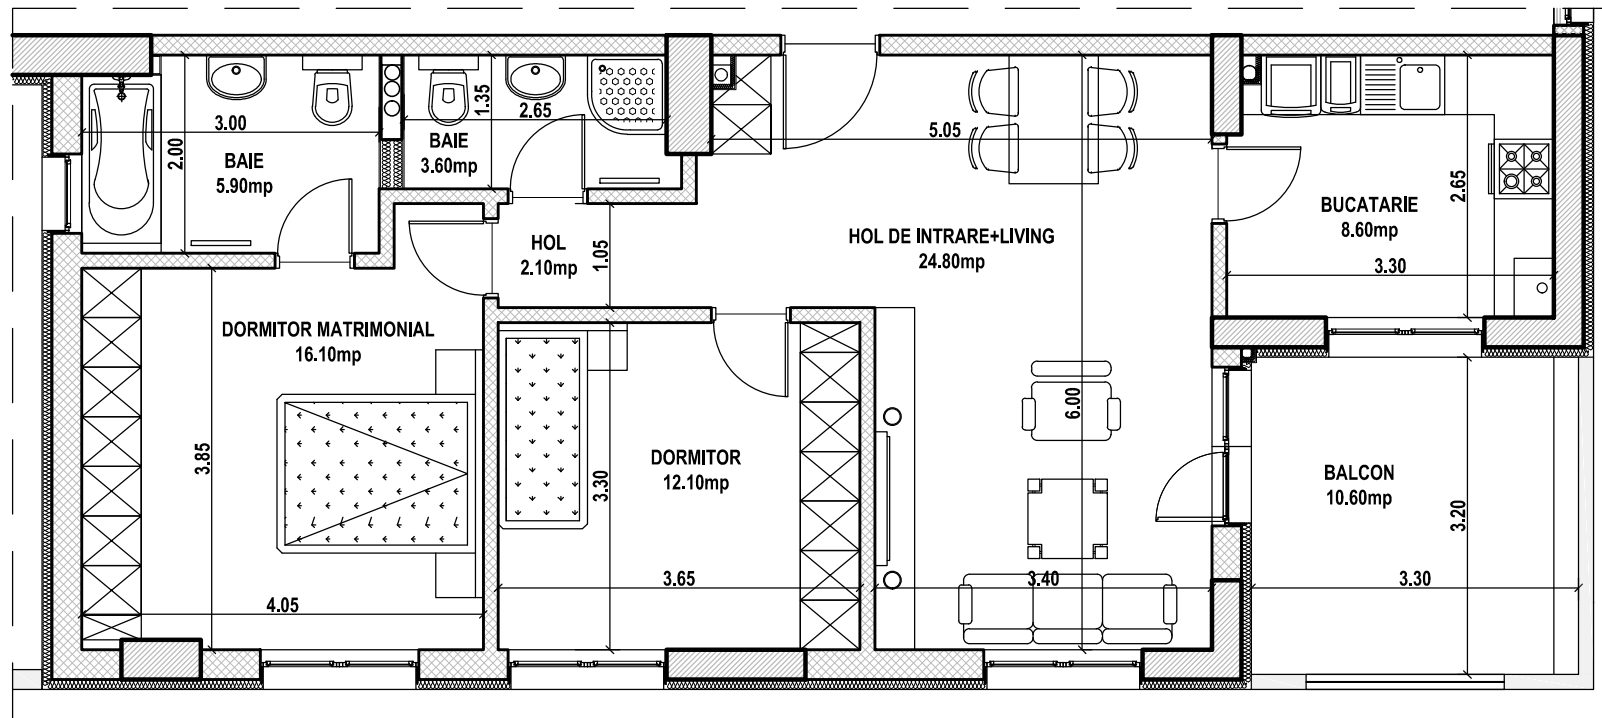 3.00
2.00
BAIE
5.90mp
1.35
2.65
BAIE
3.60mp
5.05
HOL
2.10mp
1.05
HOL DE INTRARE+LIVING
24.80mp
BUCATARIE
8.60mp
2.65
3.30
DORMITOR MATRIMONIAL
16.10mp
3.85
4.05
DORMITOR
12.10mp
3.30
3.65
6.00
3.40
BALCON
10.60mp
3.20
3.30